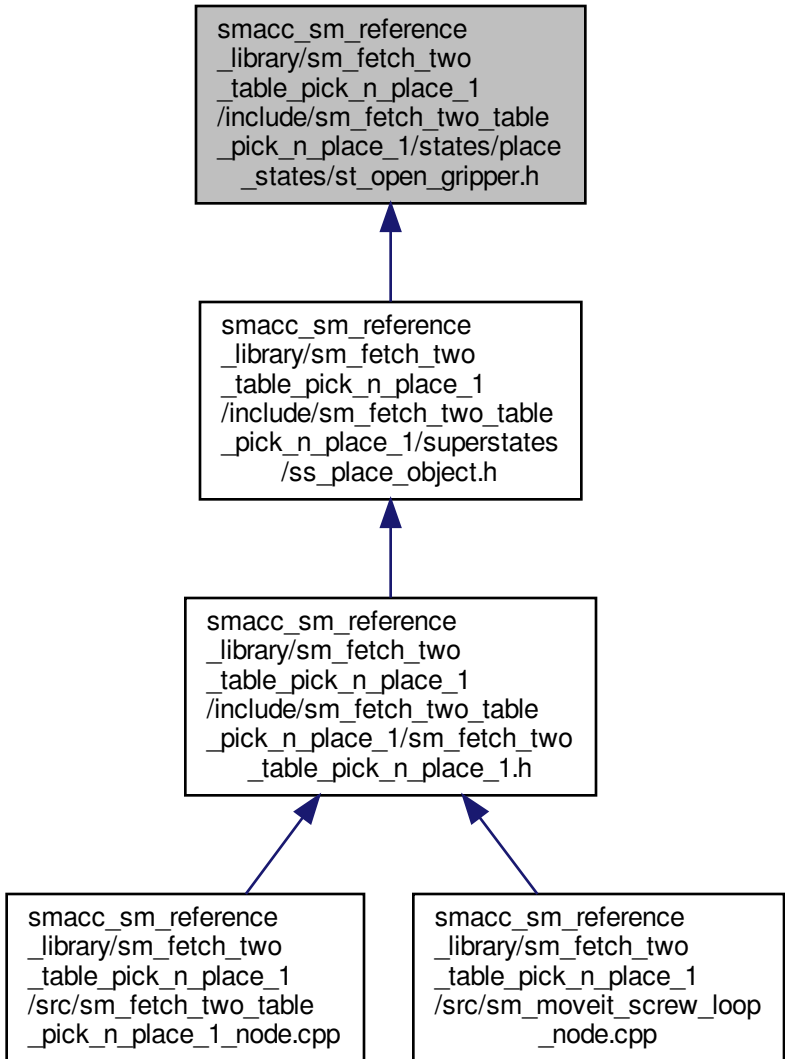 smacc_sm_reference
_library/sm_fetch_two
_table_pick_n_place_1
/include/sm_fetch_two_table
_pick_n_place_1/states/place
_states/st_open_gripper.h
smacc_sm_reference
_library/sm_fetch_two
_table_pick_n_place_1
/include/sm_fetch_two_table
_pick_n_place_1/superstates
/ss_place_object.h
smacc_sm_reference
_library/sm_fetch_two
_table_pick_n_place_1
/include/sm_fetch_two_table
_pick_n_place_1/sm_fetch_two
_table_pick_n_place_1.h
smacc_sm_reference
_library/sm_fetch_two
_table_pick_n_place_1
/src/sm_fetch_two_table
_pick_n_place_1_node.cpp
smacc_sm_reference
_library/sm_fetch_two
_table_pick_n_place_1
/src/sm_moveit_screw_loop
_node.cpp